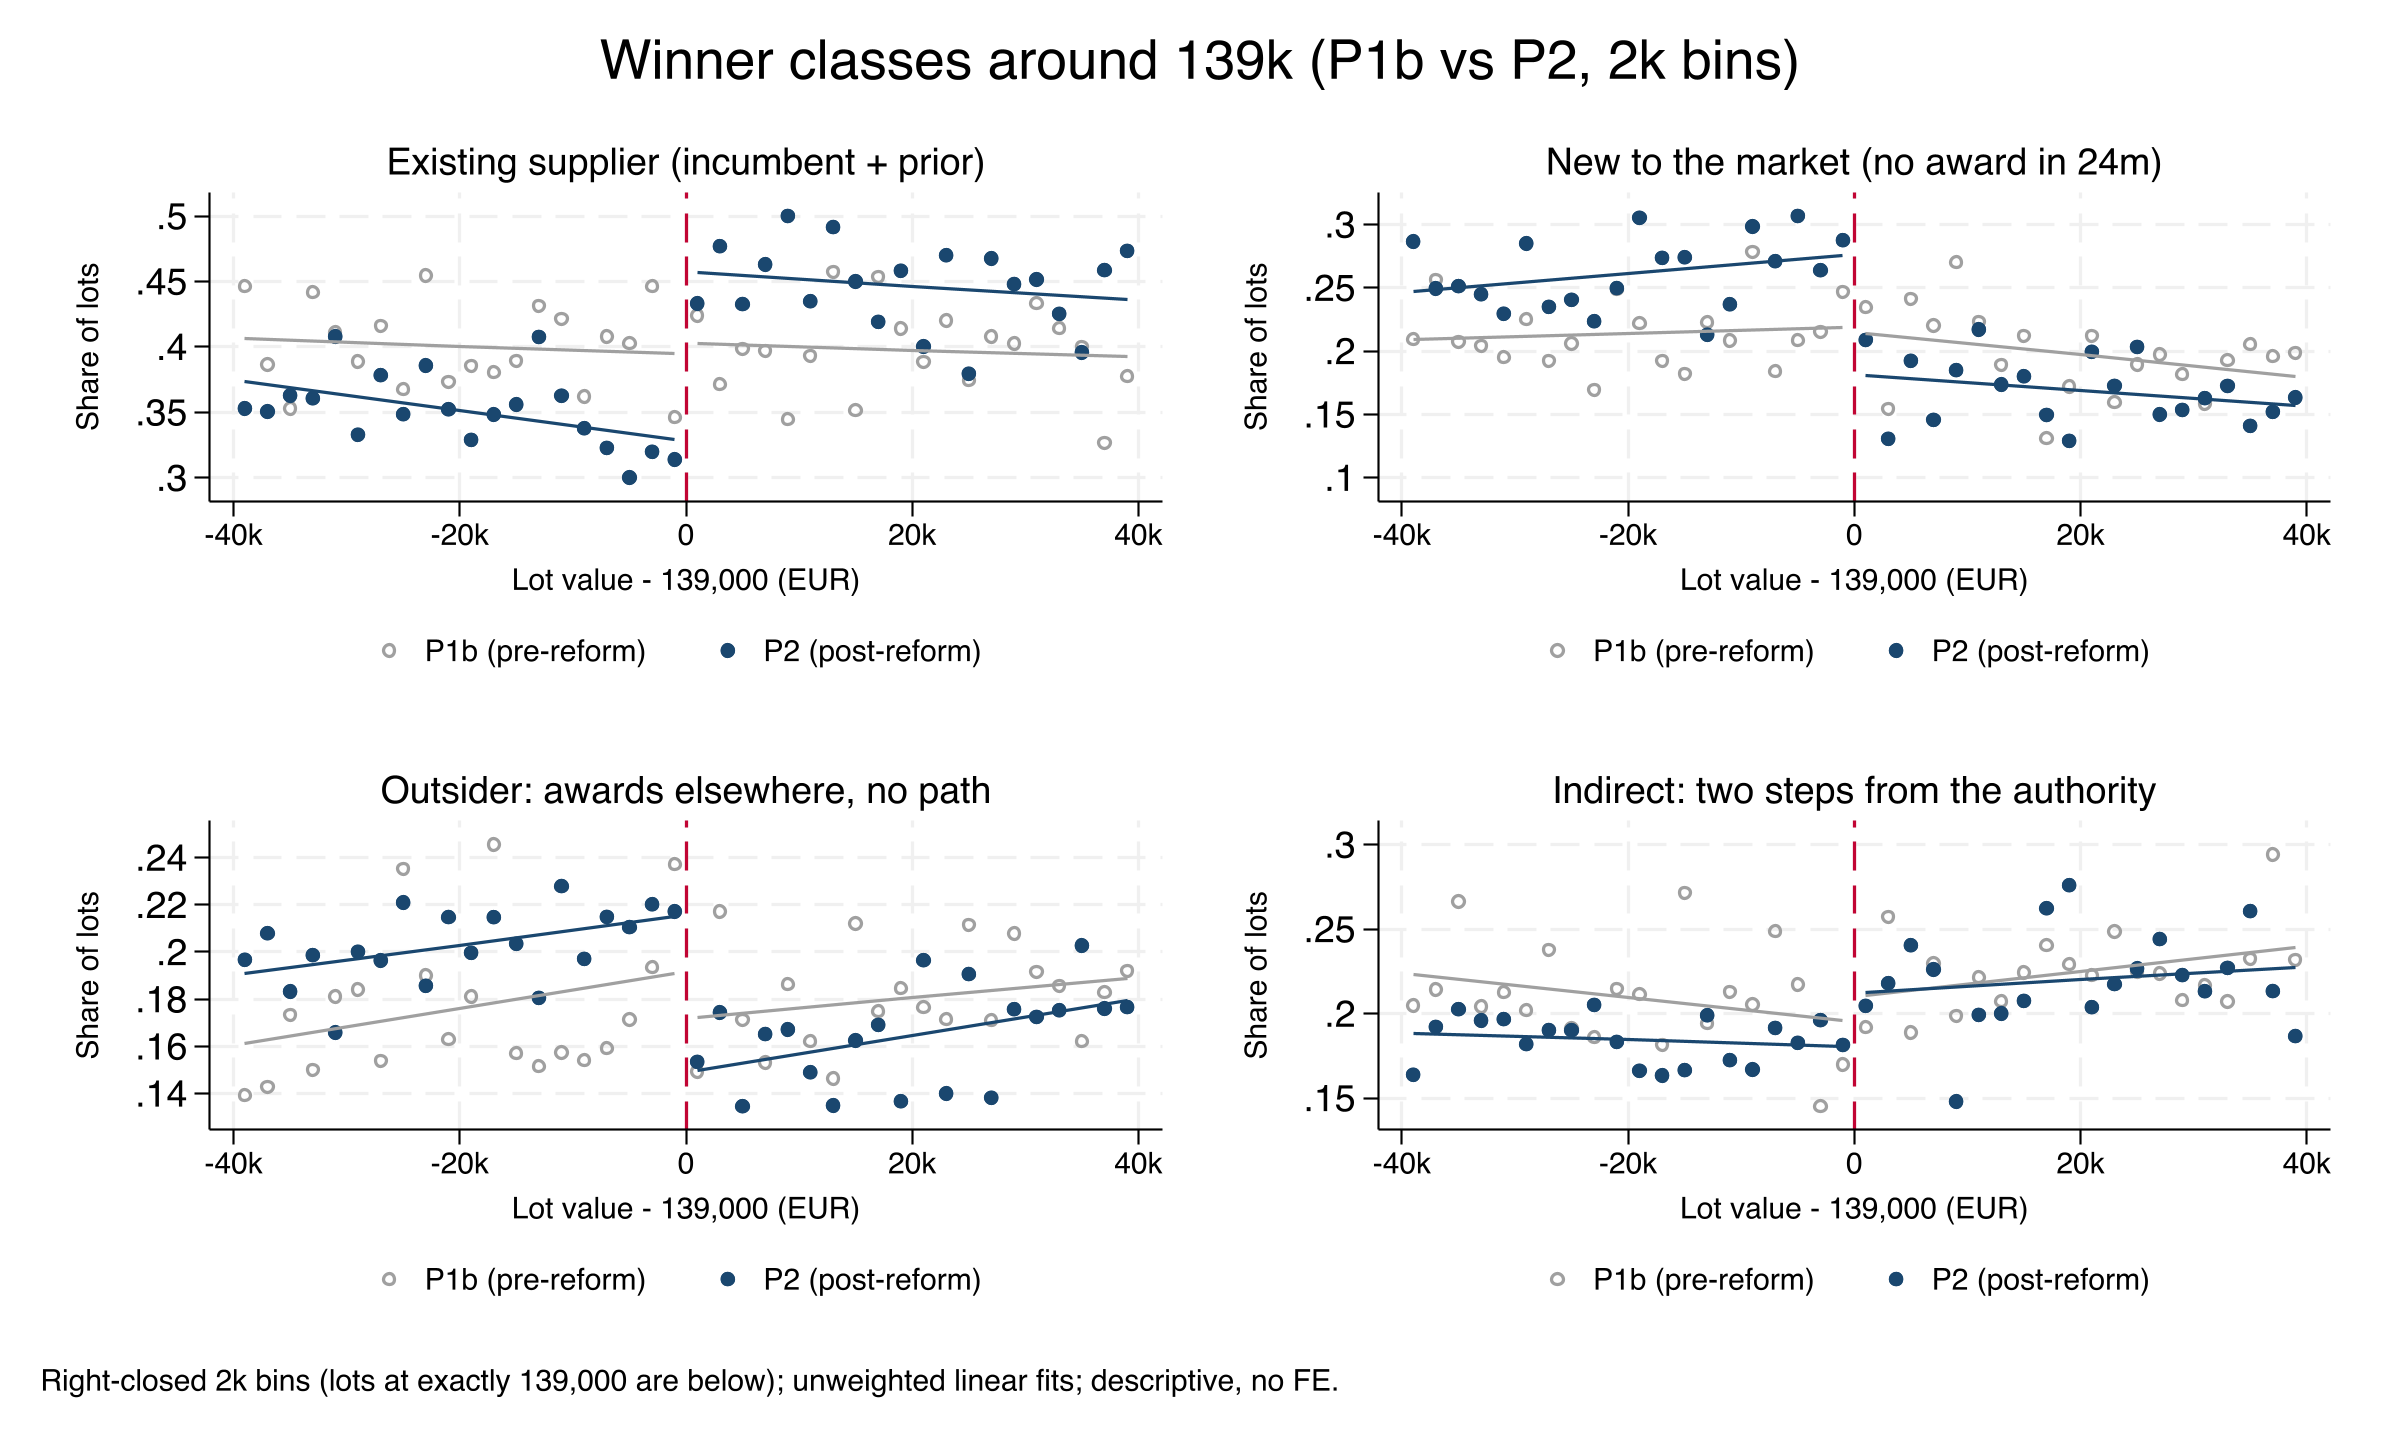 Winner classes around 139k (P1b vs P2, 2k bins)
Existing supplier (incumbent + prior)
Share of lots
.5
.45
.4
.35
.3
-40k -20k 0 20k 40k
Lot value - 139,000 (EUR)
P1b (pre-reform) P2 (post-reform)
New to the market (no award in 24m)
Share of lots
.3
.25
.2
.15
.1
-40k -20k 0 20k 40k
Lot value - 139,000 (EUR)
P1b (pre-reform) P2 (post-reform)
Outsider: awards elsewhere, no path
Share of lots
.24
.22
.2
.18
.16
.14
-40k -20k 0 20k 40k
Lot value - 139,000 (EUR)
P1b (pre-reform) P2 (post-reform)
Indirect: two steps from the authority
Share of lots
.3
.25
.2
.15
-40k -20k 0 20k 40k
Lot value - 139,000 (EUR)
P1b (pre-reform) P2 (post-reform)
Right-closed 2k bins (lots at exactly 139,000 are below); unweighted linear fits; descriptive, no FE.